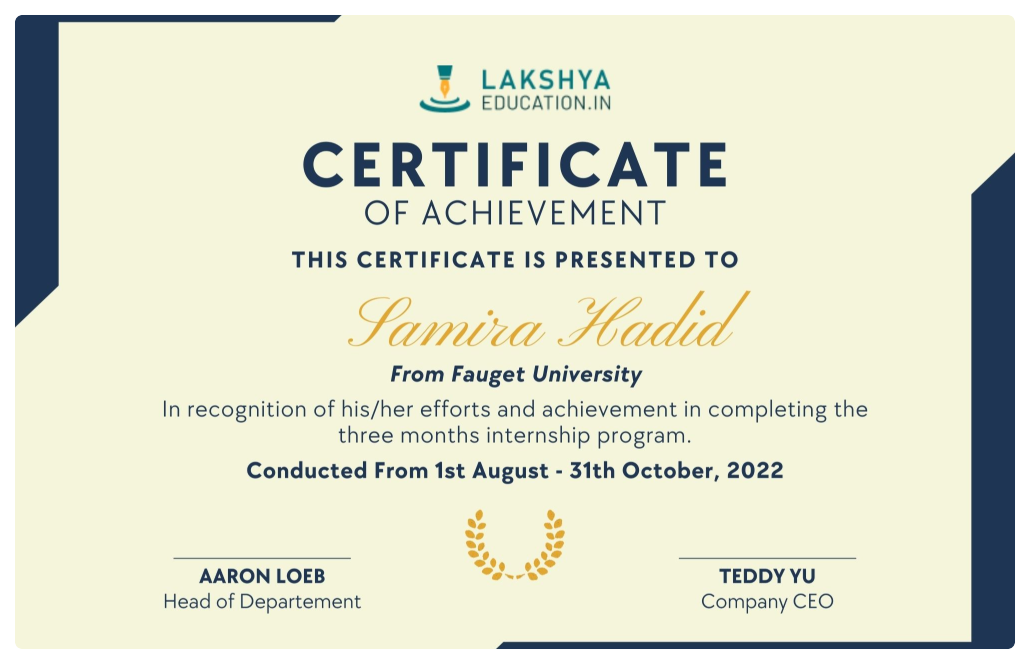 LAKSHYA
EDUCATION.IN
CERTIFICATE
OF ACHIEVEMENT
THIS CERTIFICATE IS PRESENTED TO
Samira Hadid
From Fauget University
In recognition of his/her efforts and achievement in completing the
three months internship program.
Conducted From 1st August - 31th October, 2022
AARON LOEB
Head of Departement
TEDDY YU
Company CEO